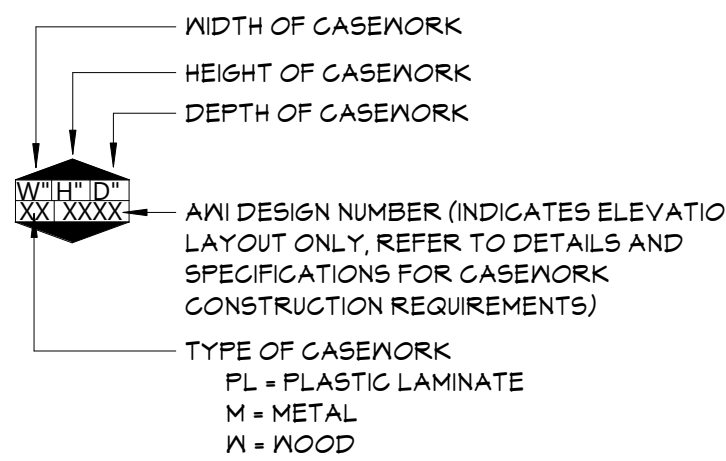 WIDTH OF CASEWORK
HEIGHT OF CASEWORK
DEPTH OF CASEWORK
W" H" D"
XX XXXX
AWI DESIGN NUMBER (INDICATES ELEVATIO
LAYOUT ONLY, REFER TO DETAILS AND
SPECIFICATIONS FOR CASEWORK
CONSTRUCTION REQUIREMENTS)
TYPE OF CASEWORK
PL = PLASTIC LAMINATE
M = METAL
W = WOOD